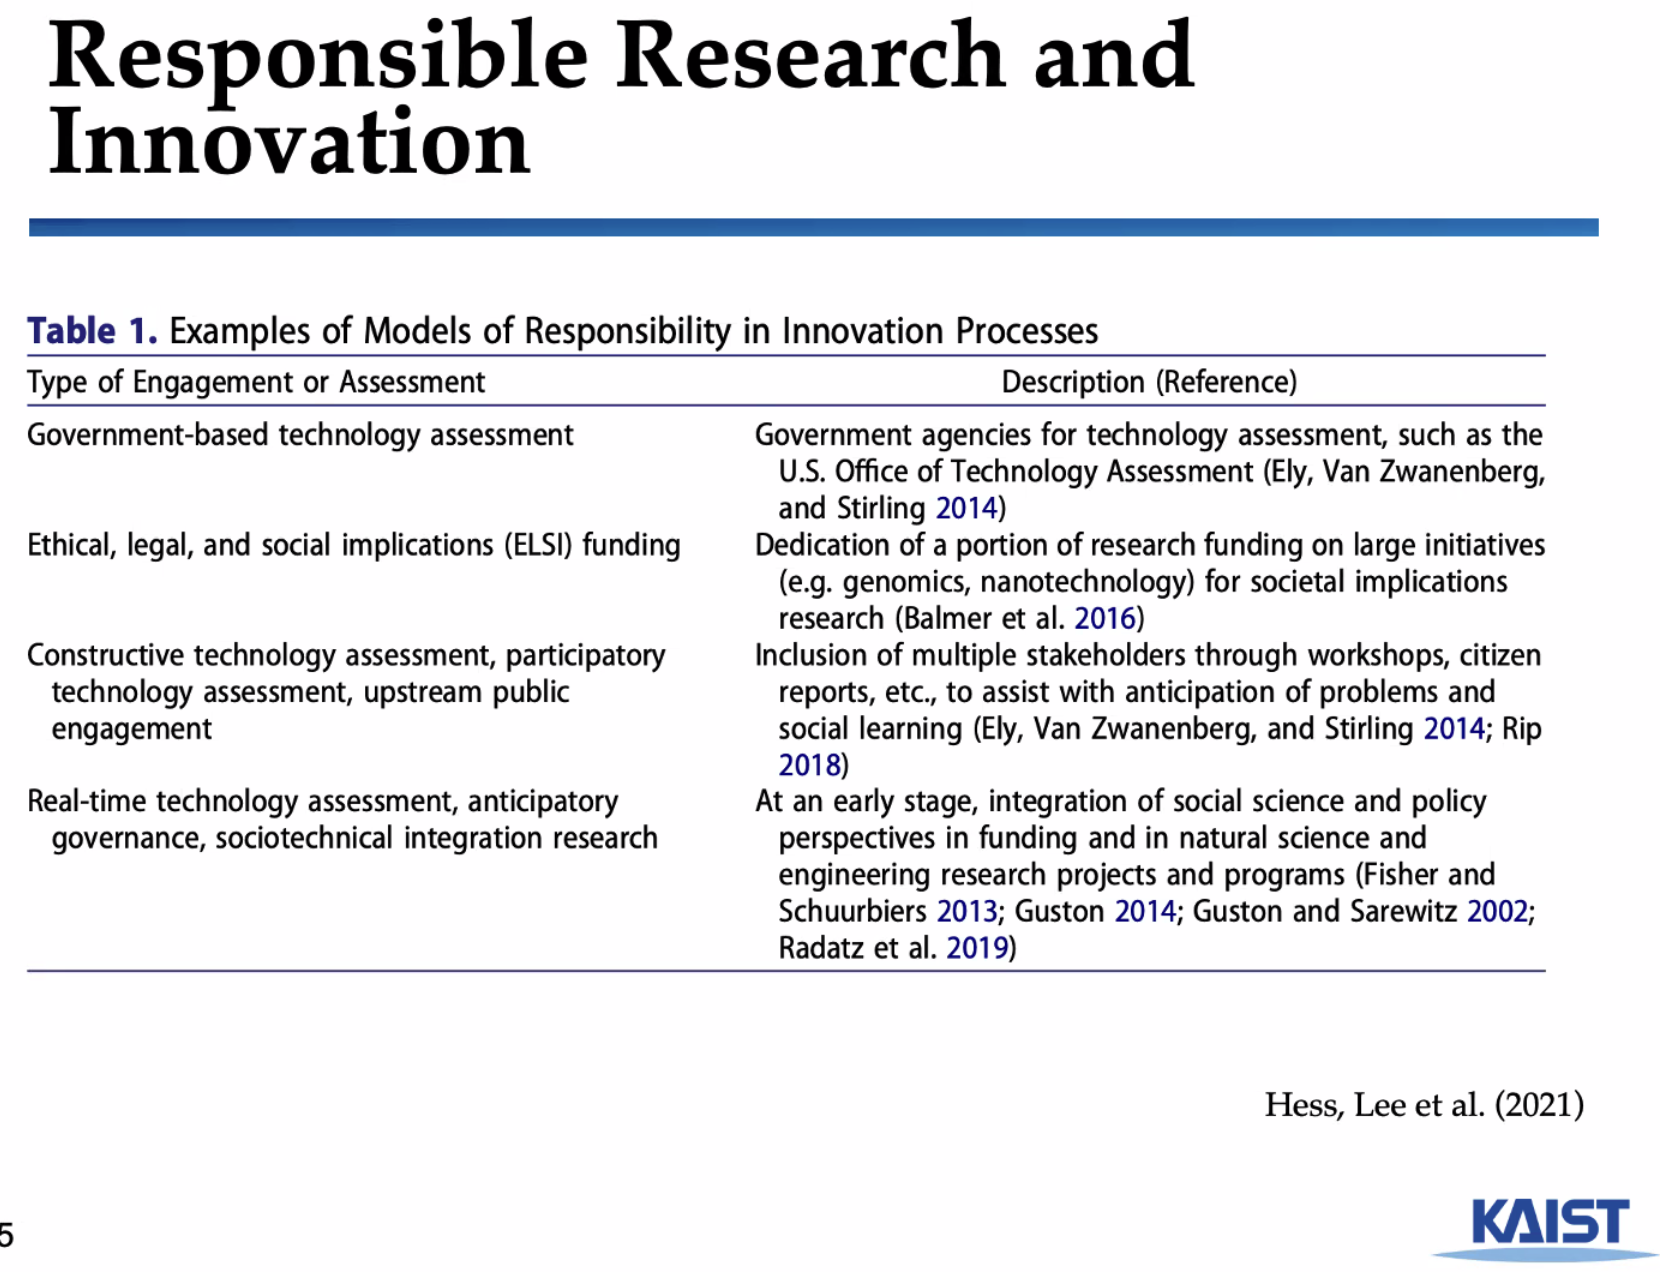 Responsible Research and
Innovation
Table 1. Examples of Models of Responsibility in Innovation Processes
Type of Engagement or Assessment
Description (Reference)
Government-based technology assessment
Government agencies for technology assessment, such as the
U.S. Office of Technology Assessment (Ely, Van Zwanenberg,
and Stirling 2014)
Ethical, legal, and social implications (ELSI) funding
Dedication of a portion of research funding on large initiatives
(e.g. genomics, nanotechnology) for societal implications
research (Balmer et al. 2016)
Constructive technology assessment, participatory
technology assessment, upstream public
engagement
Inclusion of multiple stakeholders through workshops, citizen
reports, etc., to assist with anticipation of problems and
social learning (Ely, Van Zwanenberg, and Stirling 2014; Rip
2018)
Real-time technology assessment, anticipatory
governance, sociotechnical integration research
At an early stage, integration of social science and policy
perspectives in funding and in natural science and
engineering research projects and programs (Fisher and
Schuurbiers 2013; Guston 2014; Guston and Sarewitz 2002;
Radatz et al. 2019)
Hess, Lee et al. (2021)
5
KAIST